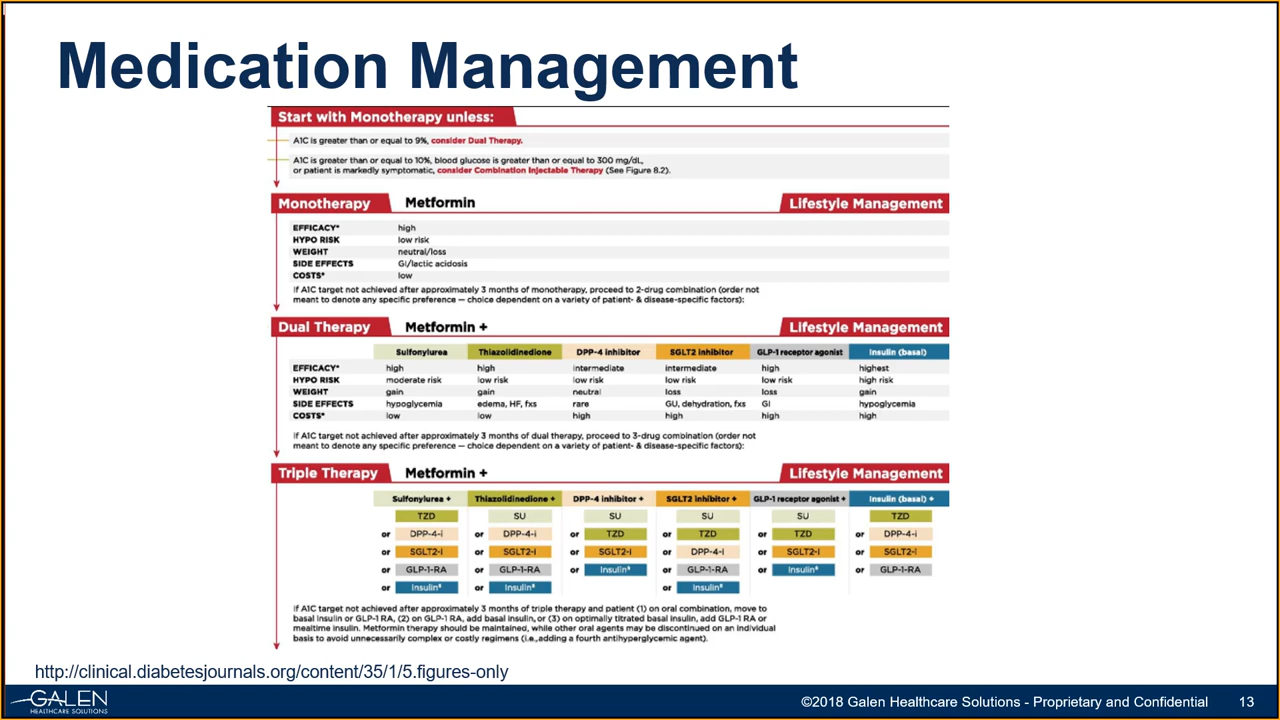 Medication Management
Start with Monotherapy unless:
A1C is greater than or equal to 9%, consider Dual Therapy.
A1C is greater than or equal to 10%, blood glucose is greater than or equal to 300 mg/dL,
or patient is markedly symptomatic, consider Combination Injectable Therapy (See Figure 8.2).
Monotherapy Metformin Lifestyle Management
EFFICACY* high
HYPO RISK low risk
WEIGHT neutral/loss
SIDE EFFECTS GI/lactic acidosis
COSTS* low
If A1C target not achieved after approximately 3 months of monotherapy, proceed to 2-drug combination (order not
meant to denote any specific preference — choice dependent on a variety of patient- & disease-specific factors):
Dual Therapy Metformin + Lifestyle Management
Sulfonylurea Thiazolidinedione DPP-4 inhibitor SGLT2 inhibitor GLP-1 receptor agonist Insulin (basal)
EFFICACY* high high intermediate intermediate high highest
HYPO RISK moderate risk low risk low risk low risk low risk high risk
WEIGHT gain gain neutral loss loss gain
SIDE EFFECTS hypoglycemia edema, HF, fxs rare GU, dehydration, fxs GI hypoglycemia
COSTS* low low high high high high
If A1C target not achieved after approximately 3 months of dual therapy, proceed to 3-drug combination (order not
meant to denote any specific preference — choice dependent on a variety of patient- & disease-specific factors):
Triple Therapy Metformin + Lifestyle Management
Sulfonylurea + Thiazolidinedione + DPP-4 inhibitor + SGLT2 inhibitor + GLP-1 receptor agonist + Insulin (basal) +
TZD SU SU SU SU TZD
or DPP-4-i or DPP-4-i or TZD or TZD or TZD or DPP-4-i
or SGLT2-i or SGLT2-i or SGLT2-i or DPP-4-i or SGLT2-i or SGLT2-i
or GLP-1-RA or GLP-1-RA or Insulin§ or GLP-1-RA or Insulin§ or GLP-1-RA
or Insulin§ or Insulin§ or Insulin§
If A1C target not achieved after approximately 3 months of triple therapy and patient (1) on oral combination, move to
basal insulin or GLP-1 RA, (2) on GLP-1 RA, add basal insulin, or (3) on optimally titrated basal insulin, add GLP-1 RA or
mealtime insulin. Metformin therapy should be maintained, while other oral agents may be discontinued on an individual
basis to avoid unnecessarily complex or costly regimens (i.e.,adding a fourth antihyperglycemic agent).
http://clinical.diabetesjournals.org/content/35/1/5.figures-only
GALEN
HEALTHCARE SOLUTIONS
©2018 Galen Healthcare Solutions - Proprietary and Confidential 13